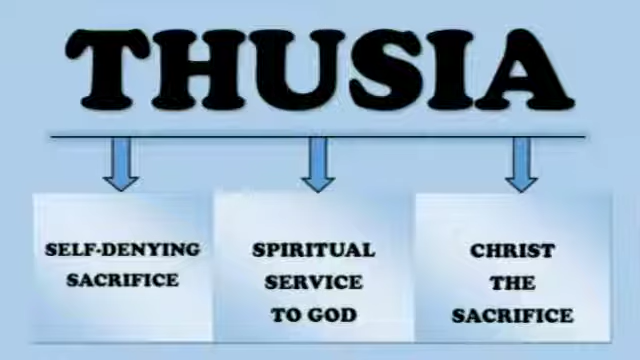 THUSIA
SELF-DENYING
SACRIFICE
SPIRITUAL
SERVICE
TO GOD
CHRIST
THE
SACRIFICE